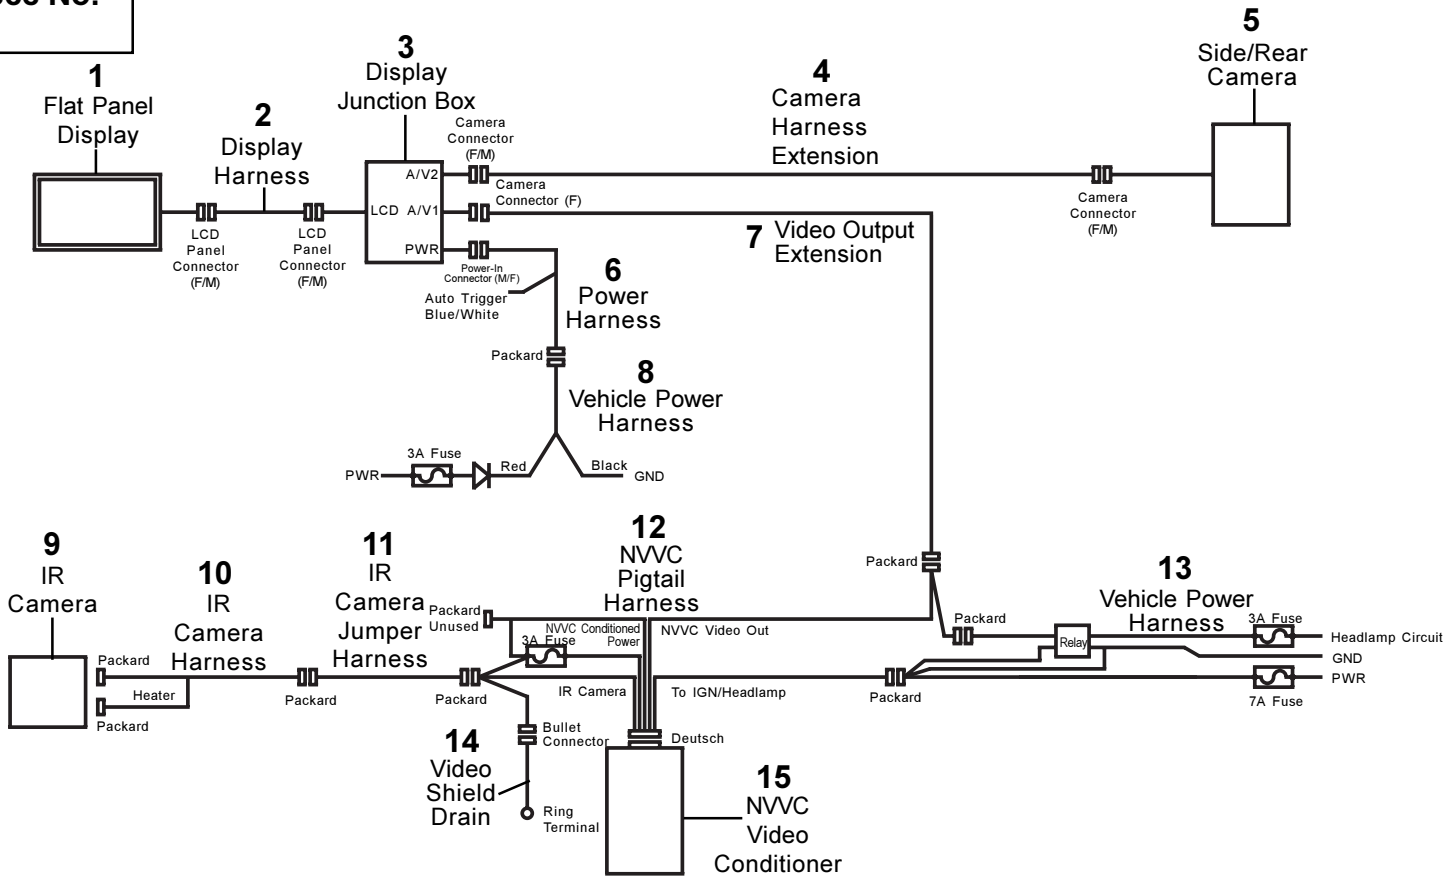 No.
1
Flat Panel
Display
2
Display
Harness
3
Display
Junction Box
4
Camera
Harness
Extension
5
Side/Rear
Camera
Camera
Connector
(F/M)
A/V2
LCD A/V1
PWR
Camera
Connector (F)
LCD
Panel
Connector
(F/M)
LCD
Panel
Connector
(F/M)
Camera
Connector
(F/M)
7 Video Output
Extension
Power-In
Connector (M/F)
Auto Trigger
Blue/White
6
Power
Harness
Packard
8
Vehicle Power
Harness
3A Fuse
PWR
Red
Black
GND
9
IR
Camera
10
IR
Camera
Harness
11
IR
Camera
Jumper
Harness
12
NVVC
Pigtail
Harness
Packard
13
Vehicle Power
Harness
Packard
Unused
NVVC Conditioned
Power
3A Fuse
NVVC Video Out
Packard
Relay
3A Fuse
Headlamp Circuit
GND
PWR
7A Fuse
Packard
Heater
Packard
Packard
Packard
IR Camera
To IGN/Headlamp
Packard
Bullet
Connector
Deutsch
14
Video
Shield
Drain
Ring
Terminal
15
NVVC
Video
Conditioner